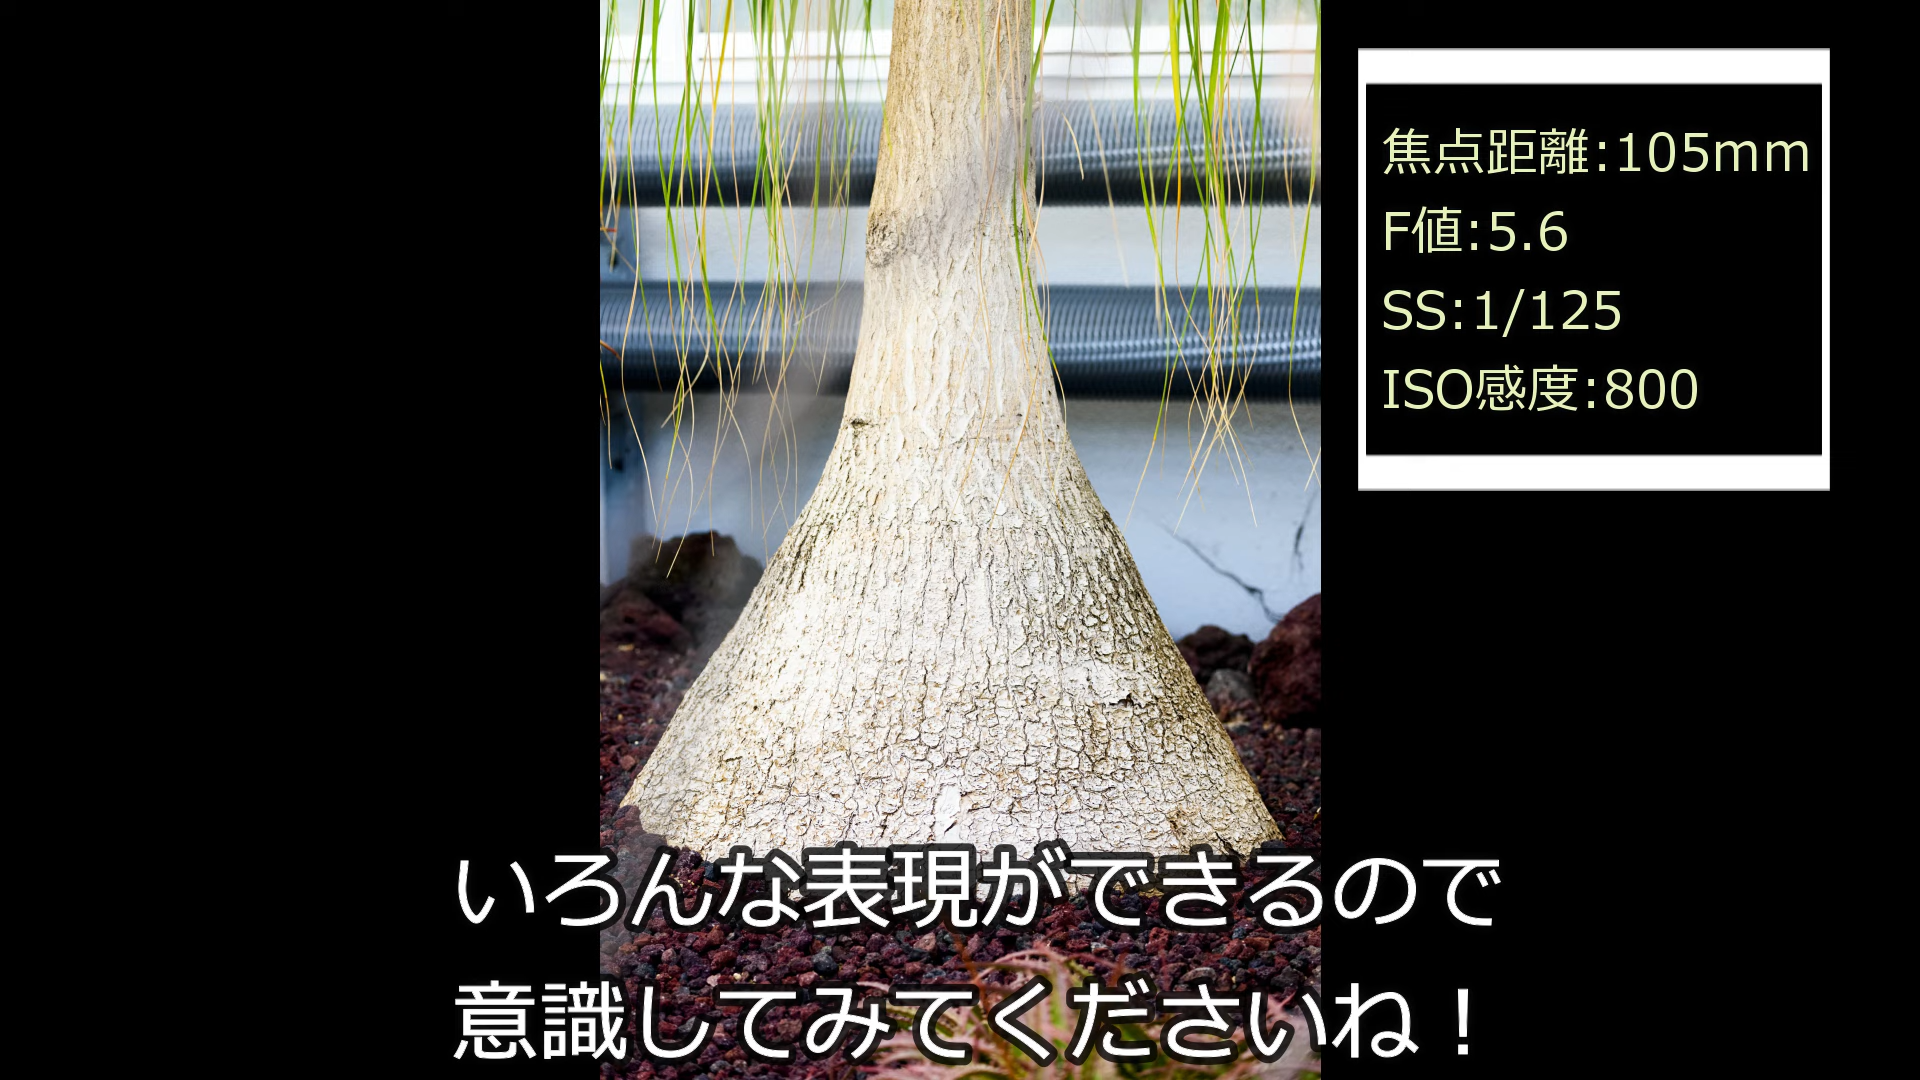 焦点距離:105mm
F値:5.6
SS:1/125
ISO感度:800
いろんな表現ができるので
意識してみてくださいね！